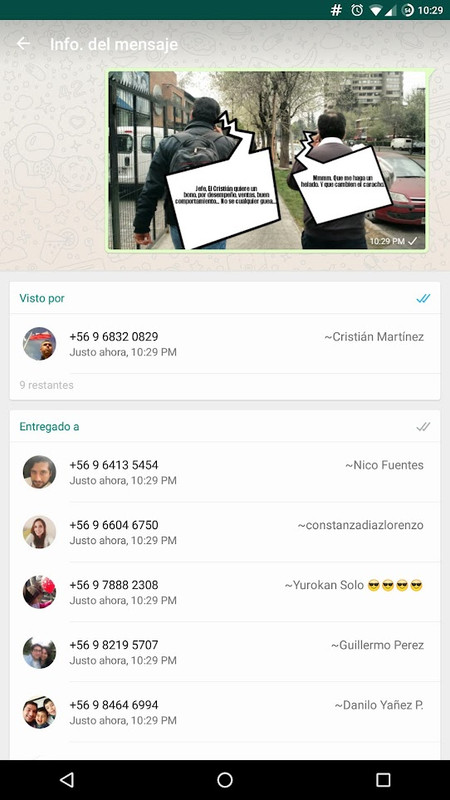 10:29
Info. del mensaje
Jefe, El Cristián quiere un
bono, por desempeño, ventas, buen
comportamiento... No se cualquier guea...
Mmmm. Que me haga un
helado. Y que cambien el caracho.
10:29 PM
Visto por
+56 9 6832 0829
~Cristián Martínez
Justo ahora, 10:29 PM
9 restantes
Entregado a
+56 9 6413 5454
~Nico Fuentes
Justo ahora, 10:29 PM
+56 9 6604 6750
~constanzadiazlorenzo
Justo ahora, 10:29 PM
+56 9 7888 2308
~Yurokan Solo 😎😎😎😎
Justo ahora, 10:29 PM
+56 9 8219 5707
~Guillermo Perez
Justo ahora, 10:29 PM
+56 9 8464 6994
~Danilo Yañez P.
Justo ahora, 10:29 PM